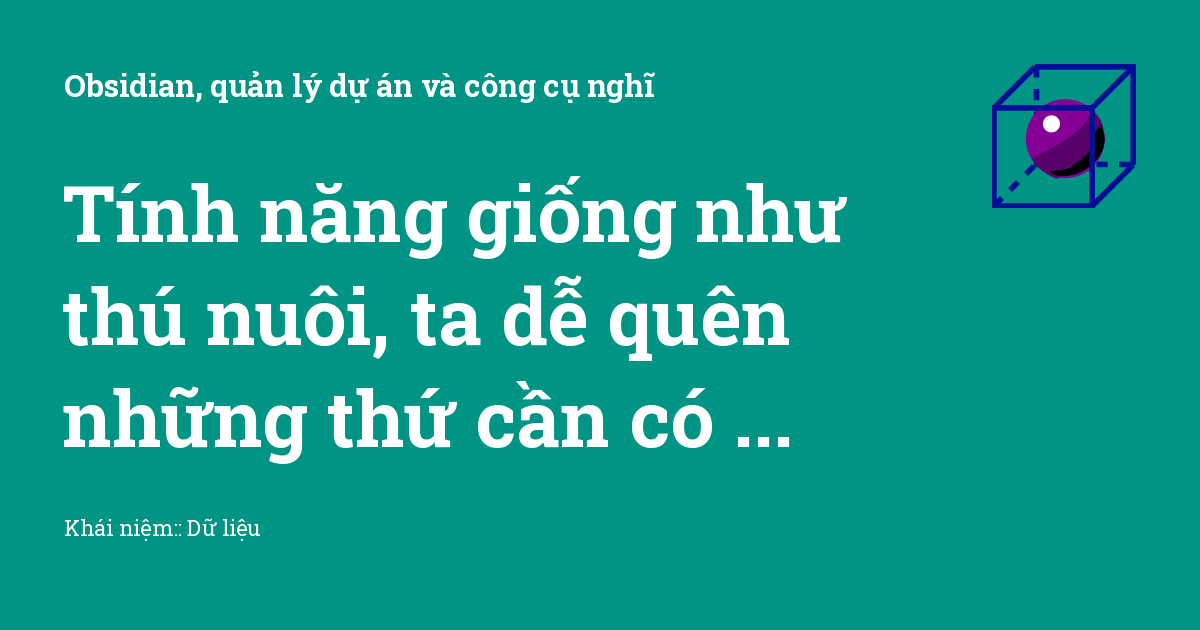 Obsidian, quản lý dự án và công cụ nghĩ
Tính năng giống như
thú nuôi, ta dễ quên
những thứ cần có ...
Khái niệm:: Dữ liệu